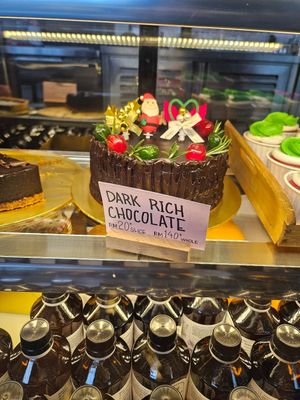 DARK RICH
CHOCOLATE
RM20 SLICE RM140 WHOLE